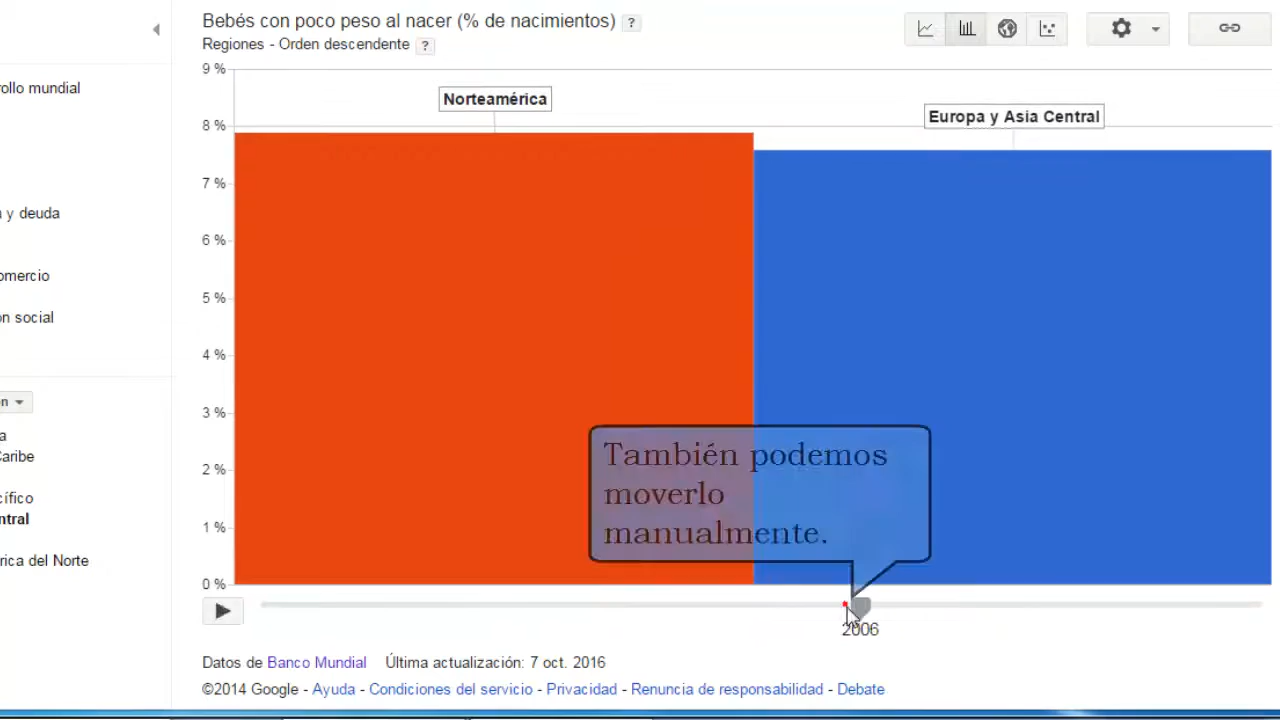 Bebés con poco peso al nacer (% de nacimientos) ?
Regiones - Orden descendente ?
9 %
8 %
7 %
6 %
5 %
4 %
3 %
2 %
1 %
0 %
Norteamérica
Europa y Asia Central
rollo mundial
y deuda
omercio
ón social
n
a
Caribe
cífico
ntral
rica del Norte
También podemos
moverlo
manualmente.
2006
Datos de Banco Mundial Última actualización: 7 oct. 2016
©2014 Google - Ayuda - Condiciones del servicio - Privacidad - Renuncia de responsabilidad - Debate